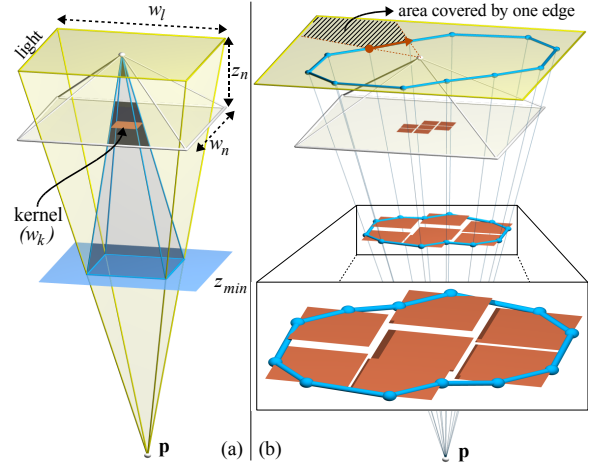 w_l
light
z_n
w_n
kernel
(w_k)
z_min
p
(a)
area covered by one edge
(b)
p